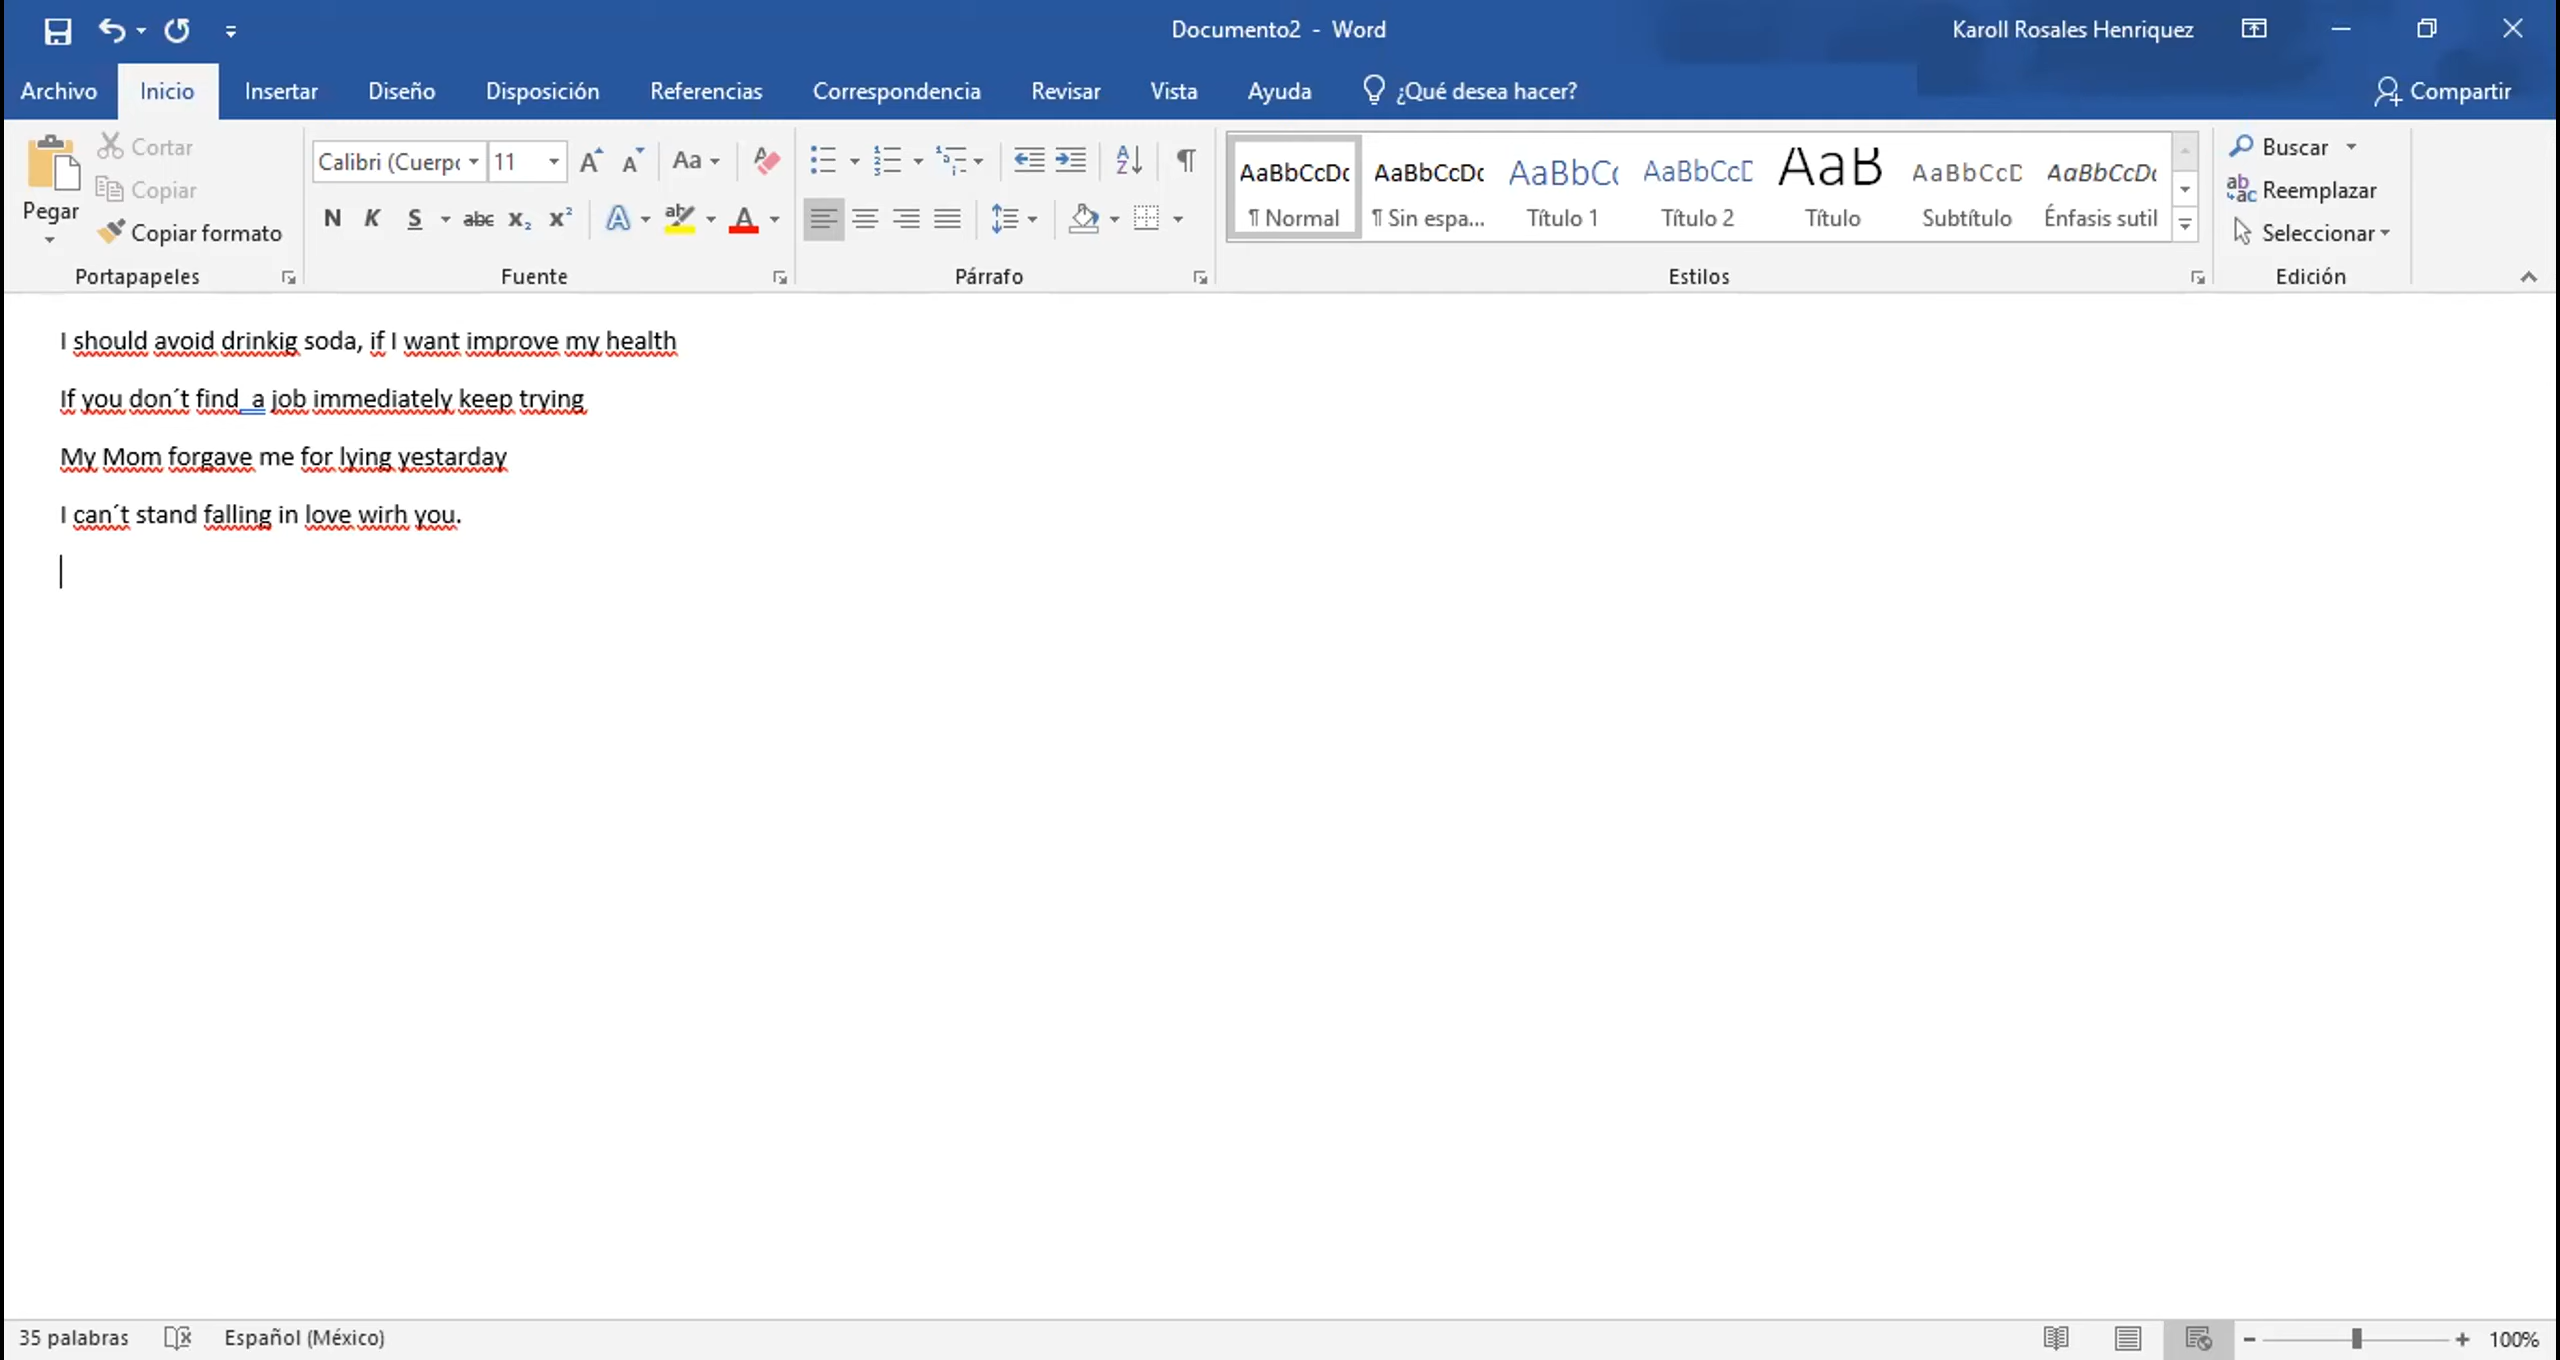 Documento2 - Word
Karoll Rosales Henriquez
Archivo Inicio Insertar Diseño Disposición Referencias Correspondencia Revisar Vista Ayuda ¿Qué desea hacer? Compartir
Pegar
Cortar
Copiar
Copiar formato
Portapapeles
Calibri (Cuerpo 11
N K S abc x₂ x²
Fuente
Párrafo
AaBbCcDc AaBbCcDc AaBbCc AaBbCcD AaB AaBbCcD AaBbCcDc
¶ Normal ¶ Sin espa... Título 1 Título 2 Título Subtítulo Énfasis sutil
Estilos
Buscar
Reemplazar
Seleccionar
Edición
I should avoid drinkig soda, if I want improve my health
If you don´t find  a job immediately keep trying
My Mom forgave me for lying yestarday
I can´t stand falling in love wirh you.
35 palabras Español (México) 100%